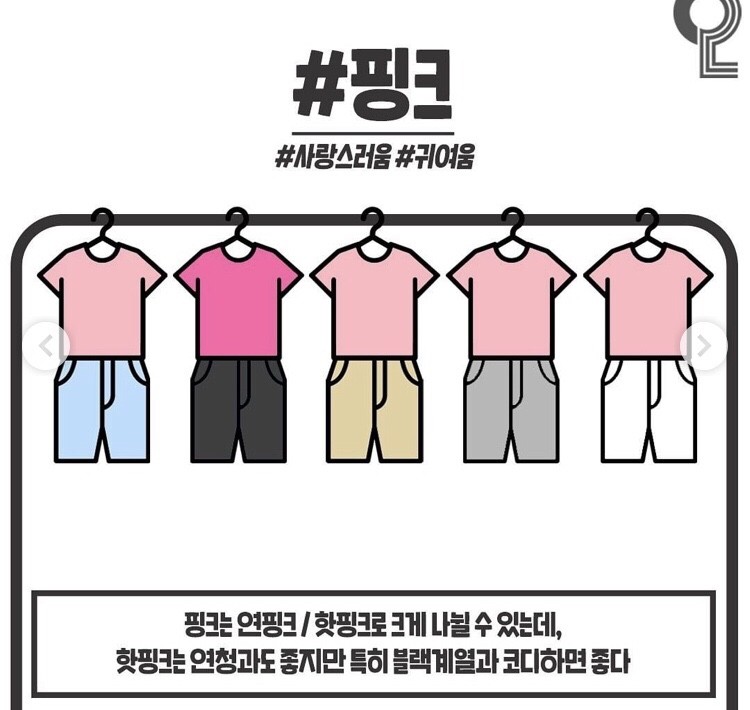 #핑크
#사랑스러움 #귀여움
핑크는 연핑크 / 핫핑크로 크게 나뉠 수 있는데,
핫핑크는 연청과도 좋지만 특히 블랙계열과 코디하면 좋다